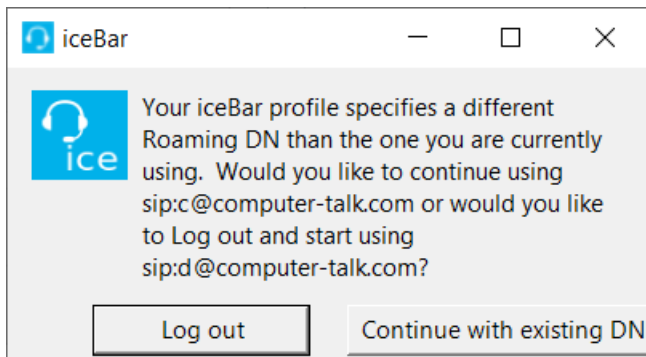 iceBar
Your iceBar profile specifies a different
Roaming DN than the one you are currently
using.  Would you like to continue using
sip:c@computer-talk.com or would you like
to Log out and start using
sip:d@computer-talk.com?
ice
Log out
Continue with existing DN